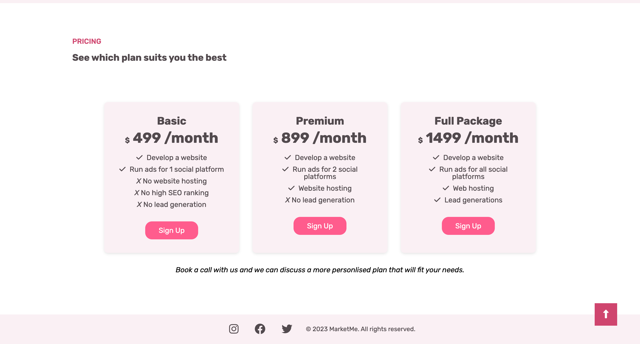 PRICING
See which plan suits you the best
Basic
$ 499 /month
✓ Develop a website
✓ Run ads for 1 social platform
X No website hosting
X No high SEO ranking
X No lead generation
Sign Up
Premium
$ 899 /month
✓ Develop a website
✓ Run ads for 2 social
platforms
✓ Website hosting
X No lead generation
Sign Up
Full Package
$ 1499 /month
✓ Develop a website
✓ Run ads for all social
platforms
✓ Web hosting
✓ Lead generations
Sign Up
Book a call with us and we can discuss a more personlised plan that will fit your needs.
© 2023 MarketMe. All rights reserved.